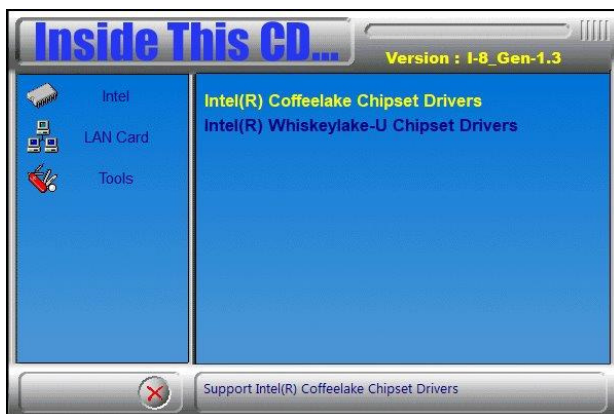 Inside This CD...
Version : I-8_Gen-1.3
Intel
LAN Card
Tools
Intel(R) Coffeelake Chipset Drivers
Intel(R) Whiskeylake-U Chipset Drivers
Support Intel(R) Coffeelake Chipset Drivers